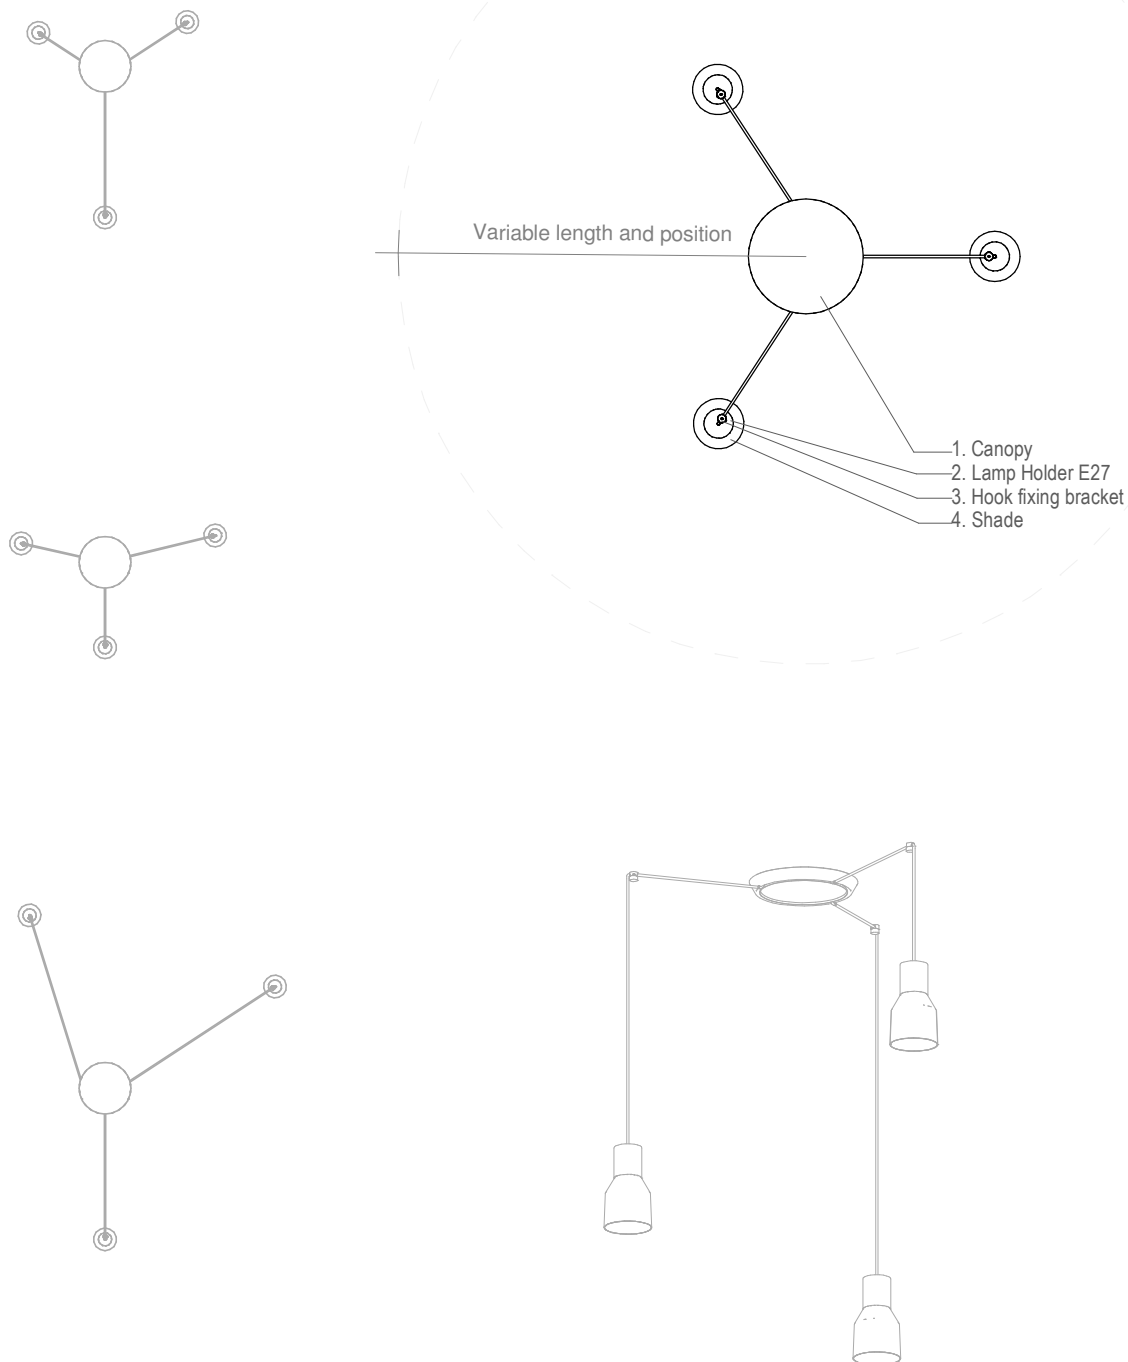 Variable length and position
1. Canopy
2. Lamp Holder E27
3. Hook fixing bracket
4. Shade